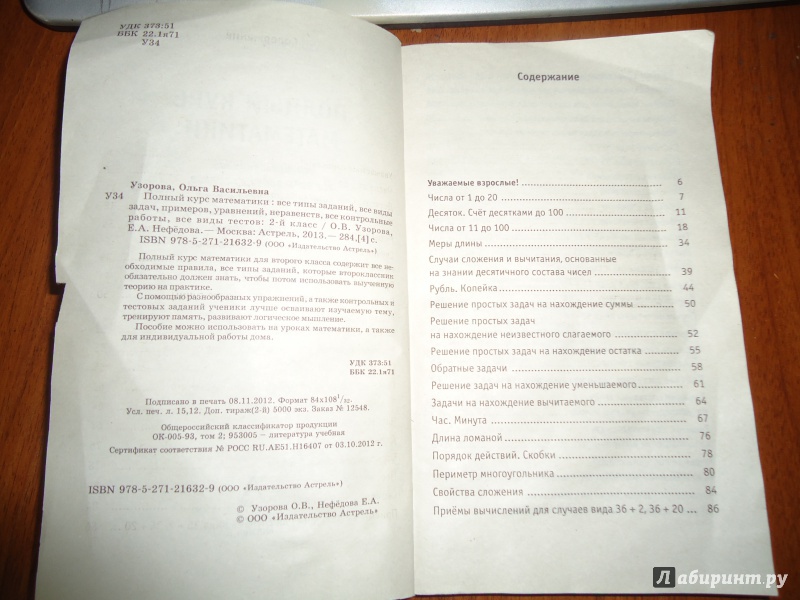 УДК 373:51
ББК 22.1я71
У34
Узорова, Ольга Васильевна
У34 Полный курс математики : все типы заданий, все виды
задач, примеров, уравнений, неравенств, все контрольные
работы, все виды тестов: 2-й класс / О.В. Узорова,
Е.А. Нефёдова.— Москва: Астрель, 2013.— 284,[4] с.
ISBN 978-5-271-21632-9 (ООО «Издательство Астрель»)
Полный курс математики для второго класса содержит все не-
обходимые правила, все типы заданий, которые второклассник
обязательно должен знать, чтобы потом использовать выученную
теорию на практике.
С помощью разнообразных упражнений, а также контрольных и
тестовых заданий ученики лучше осваивают изучаемую тему,
тренируют память, развивают логическое мышление.
Пособие можно использовать на уроках математики, а также
для индивидуальной работы дома.
УДК 373:51
ББК 22.1я71
Подписано в печать 08.11.2012. Формат 84x108 1/32.
Усл. печ. л. 15,12. Доп. тираж(2-й) 5000 экз. Заказ № 12548.
Общероссийский классификатор продукции
ОК-005-93, том 2; 953005 – литература учебная
Сертификат соответствия № РОСС RU.АЕ51.Н16407 от 03.10.2012 г.
ISBN 978-5-271-21632-9 (ООО «Издательство Астрель»)
© Узорова О.В., Нефёдова Е.А.
© ООО «Издательство Астрель»
Содержание
Уважаемые взрослые! 6
Числа от 1 до 20 7
Десяток. Счёт десятками до 100 11
Числа от 11 до 100 18
Меры длины 34
Случаи сложения и вычитания, основанные
на знании десятичного состава чисел 39
Рубль. Копейка 44
Решение простых задач на нахождение суммы 50
Решение простых задач
на нахождение неизвестного слагаемого 52
Решение простых задач на нахождение остатка 55
Обратные задачи 58
Решение задач на нахождение уменьшаемого 61
Задачи на нахождение вычитаемого 64
Час. Минута 67
Длина ломаной 76
Порядок действий. Скобки 78
Периметр многоугольника 80
Свойства сложения 84
Приёмы вычислений для случаев вида 36 + 2, 36 + 20 ... 86
Лабиринт.ру